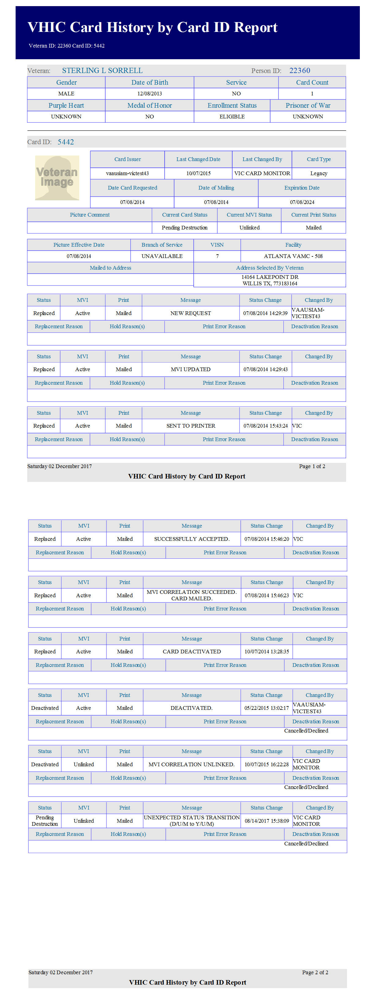 VHIC Card History by Card ID Report
Veteran ID: 22360 Card ID: 5442
Veteran: STERLING L SORRELL Person ID: 22360
Gender Date of Birth Service Card Count
MALE 12/08/2013 NO 1
Purple Heart Medal of Honor Enrollment Status Prisoner of War
UNKNOWN NO ELIGIBLE UNKNOWN
Card ID: 5442
Veteran
Image
Card Issuer Last Changed Date Last Changed By Card Type
vaausiam-victest43 10/07/2015 VIC CARD MONITOR Legacy
Date Card Requested Date of Mailing Expiration Date
07/08/2014 07/08/2014 07/08/2024
Picture Comment Current Card Status Current MVI Status Current Print Status
Pending Destruction Unlinked Mailed
Picture Effective Date Branch of Service VISN Facility
07/08/2014 UNAVAILABLE 7 ATLANTA VAMC - 508
Mailed to Address Address Selected By Veteran
14164 LAKEPOINT DR
WILLIS TX, 773183164
Status MVI Print Message Status Change Changed By
Replaced Active Mailed NEW REQUEST 07/08/2014 14:29:39 VAAUSIAM-
VICTEST43
Replacement Reason Hold Reason(s) Print Error Reason Deactivation Reason
Status MVI Print Message Status Change Changed By
Replaced Active Mailed MVI UPDATED 07/08/2014 14:29:43
Replacement Reason Hold Reason(s) Print Error Reason Deactivation Reason
Status MVI Print Message Status Change Changed By
Replaced Active Mailed SENT TO PRINTER 07/08/2014 15:43:24 VIC
Replacement Reason Hold Reason(s) Print Error Reason Deactivation Reason
Saturday 02 December 2017 Page 1 of 2
VHIC Card History by Card ID Report
Status MVI Print Message Status Change Changed By
Replaced Active Mailed SUCCESSFULLY ACCEPTED. 07/08/2014 15:46:20 VIC
Replacement Reason Hold Reason(s) Print Error Reason Deactivation Reason
Status MVI Print Message Status Change Changed By
Replaced Active Mailed MVI CORRELATION SUCCEEDED. 07/08/2014 15:46:23 VIC
CARD MAILED.
Replacement Reason Hold Reason(s) Print Error Reason Deactivation Reason
Status MVI Print Message Status Change Changed By
Replaced Active Mailed CARD DEACTIVATED 10/07/2014 13:28:35
Replacement Reason Hold Reason(s) Print Error Reason Deactivation Reason
Status MVI Print Message Status Change Changed By
Deactivated Active Mailed DEACTIVATED. 05/22/2015 13:02:17 VAAUSIAM-
VICTEST43
Replacement Reason Hold Reason(s) Print Error Reason Deactivation Reason
Cancelled/Declined
Status MVI Print Message Status Change Changed By
Deactivated Unlinked Mailed MVI CORRELATION UNLINKED. 10/07/2015 16:22:28 VIC CARD
MONITOR
Replacement Reason Hold Reason(s) Print Error Reason Deactivation Reason
Cancelled/Declined
Status MVI Print Message Status Change Changed By
Pending Unlinked Mailed UNEXPECTED STATUS TRANSITION 08/14/2017 15:38:09 VIC CARD
Destruction (D/U/M to Y/U/M) MONITOR
Replacement Reason Hold Reason(s) Print Error Reason Deactivation Reason
Cancelled/Declined
Saturday 02 December 2017 Page 2 of 2
VHIC Card History by Card ID Report